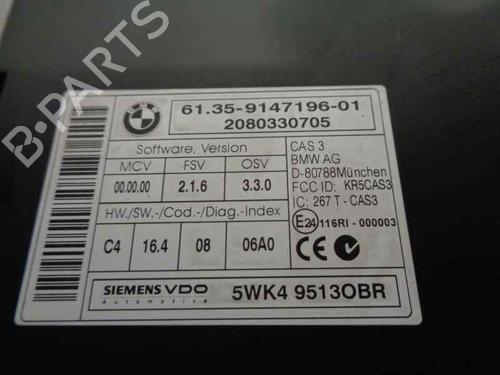 B-PARTS
BMW
61.35-9147196-01
2080330705
Software, Version
MCV FSV OSV
00.00.00 2.1.6 3.3.0
HW./SW.-/Cod.-/Diag.-Index
C4 16.4 08 06A0
CAS 3
BMW AG
D-80788München
FCC ID: KR5CAS3
IC: 267 T - CAS3
E24 116RI - 000003
CE
SIEMENS VDO
Automotive
5WK4 9513OBR